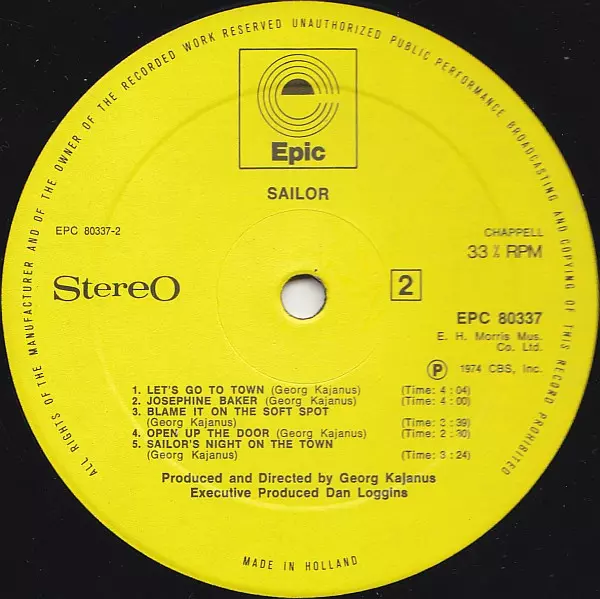 ALL RIGHTS OF THE MANUFACTURER AND OF THE OWNER OF THE RECORDED WORK RESERVED UNAUTHORIZED PUBLIC PERFORMANCE BROADCASTING AND COPYING OF THIS RECORD PROHIBITED
Epic
SAILOR
EPC 80337-2
CHAPPELL
33⅓ RPM
Stereo
2
EPC 80337
E. H. Morris Mus.
Co. Ltd.
Ⓟ 1974 CBS, Inc.
1. LET'S GO TO TOWN (Georg Kajanus) (Time: 4:04)
2. JOSEPHINE BAKER (Georg Kajanus) (Time: 4:00)
3. BLAME IT ON THE SOFT SPOT
(Georg Kajanus) (Time: 3:39)
4. OPEN UP THE DOOR (Georg Kajanus) (Time: 2:30)
5. SAILOR'S NIGHT ON THE TOWN
(Georg Kajanus) (Time: 3:24)
Produced and Directed by Georg Kajanus
Executive Produced Dan Loggins
MADE IN HOLLAND